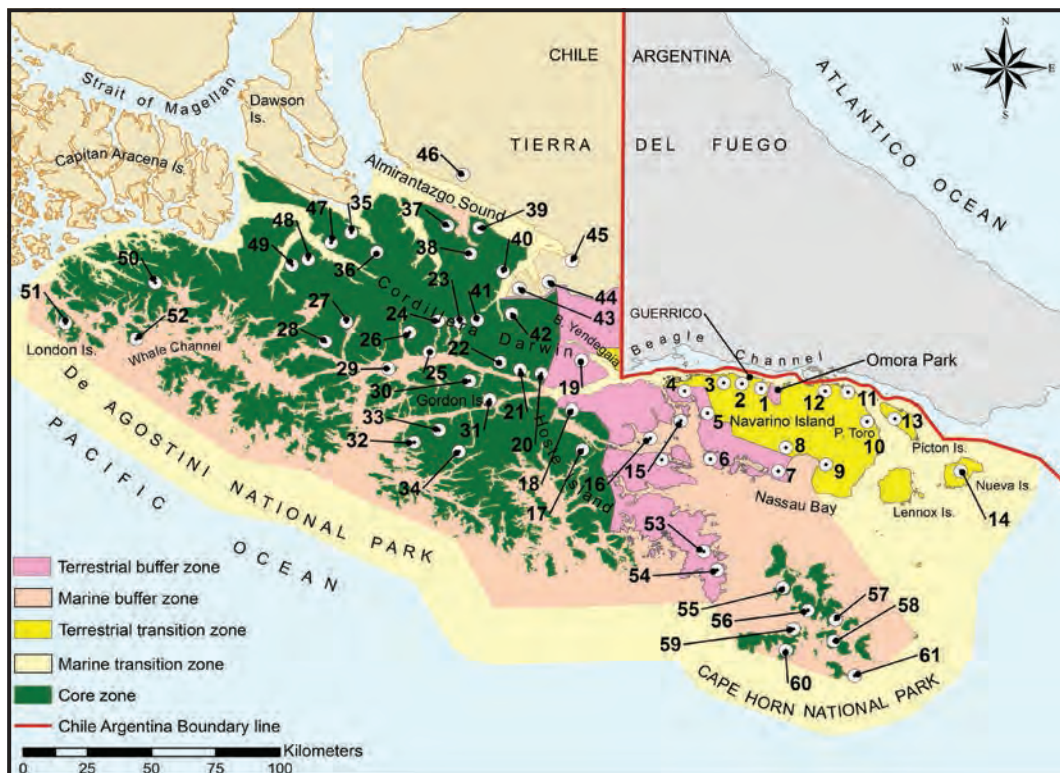 N
W E
S
CHILE ARGENTINA
TIERRA DEL FUEGO
ATLANTICO OCEAN
Strait of Magellan
Dawson
Is.
Capitan Aracena Is.
Almirantazgo Sound
46
35
37
39
47
48
38
40
45
49
36
50
23
41
44
43
Cordillera Darwin
27
24
42
51
52
28
26
22
B. Yendegaia
GUERRICO
Beagle Channel
Omora Park
London Is.
Whale Channel
29
25
19
4
3
2
1
12
11
30
Gordon Is.
21
20
5
Navarino Island
13
33
31
Hoste Island
P. Toro
10
Picton Is.
32
8
34
18
16
15
6
7
9
Nueva Is.
17
Nassau Bay
Lennox Is.
14
De AGOSTINI NATIONAL PARK
PACIFIC OCEAN
53
54
55
56
57
58
59
60
61
CAPE HORN NATIONAL PARK
Terrestrial buffer zone
Marine buffer zone
Terrestrial transition zone
Marine transition zone
Core zone
Chile Argentina Boundary line
Kilometers
0 25 50 75 100